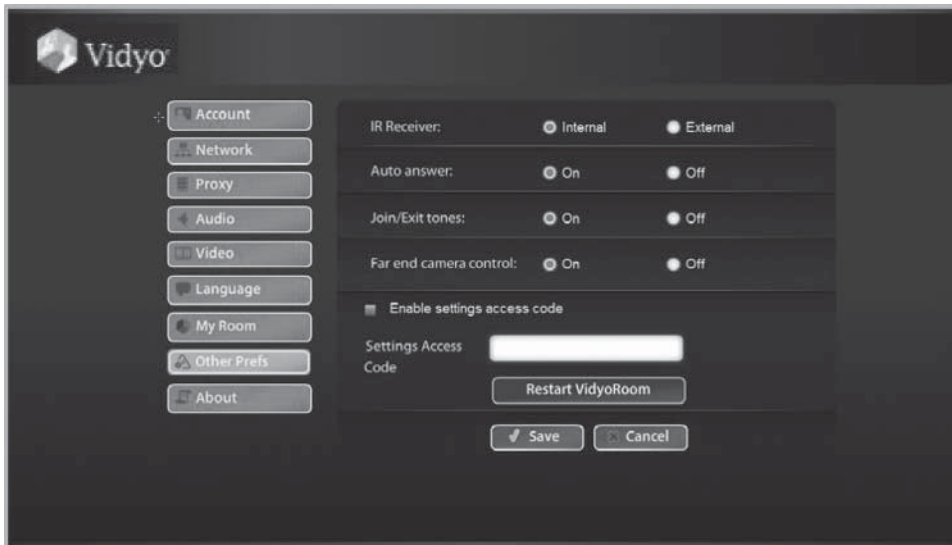 Vidyo
Account
Network
Proxy
Audio
Video
Language
My Room
Other Prefs
About
IR Receiver: Internal External
Auto answer: On Off
Join/Exit tones: On Off
Far end camera control: On Off
Enable settings access code
Settings Access
Code
Restart VidyoRoom
Save Cancel